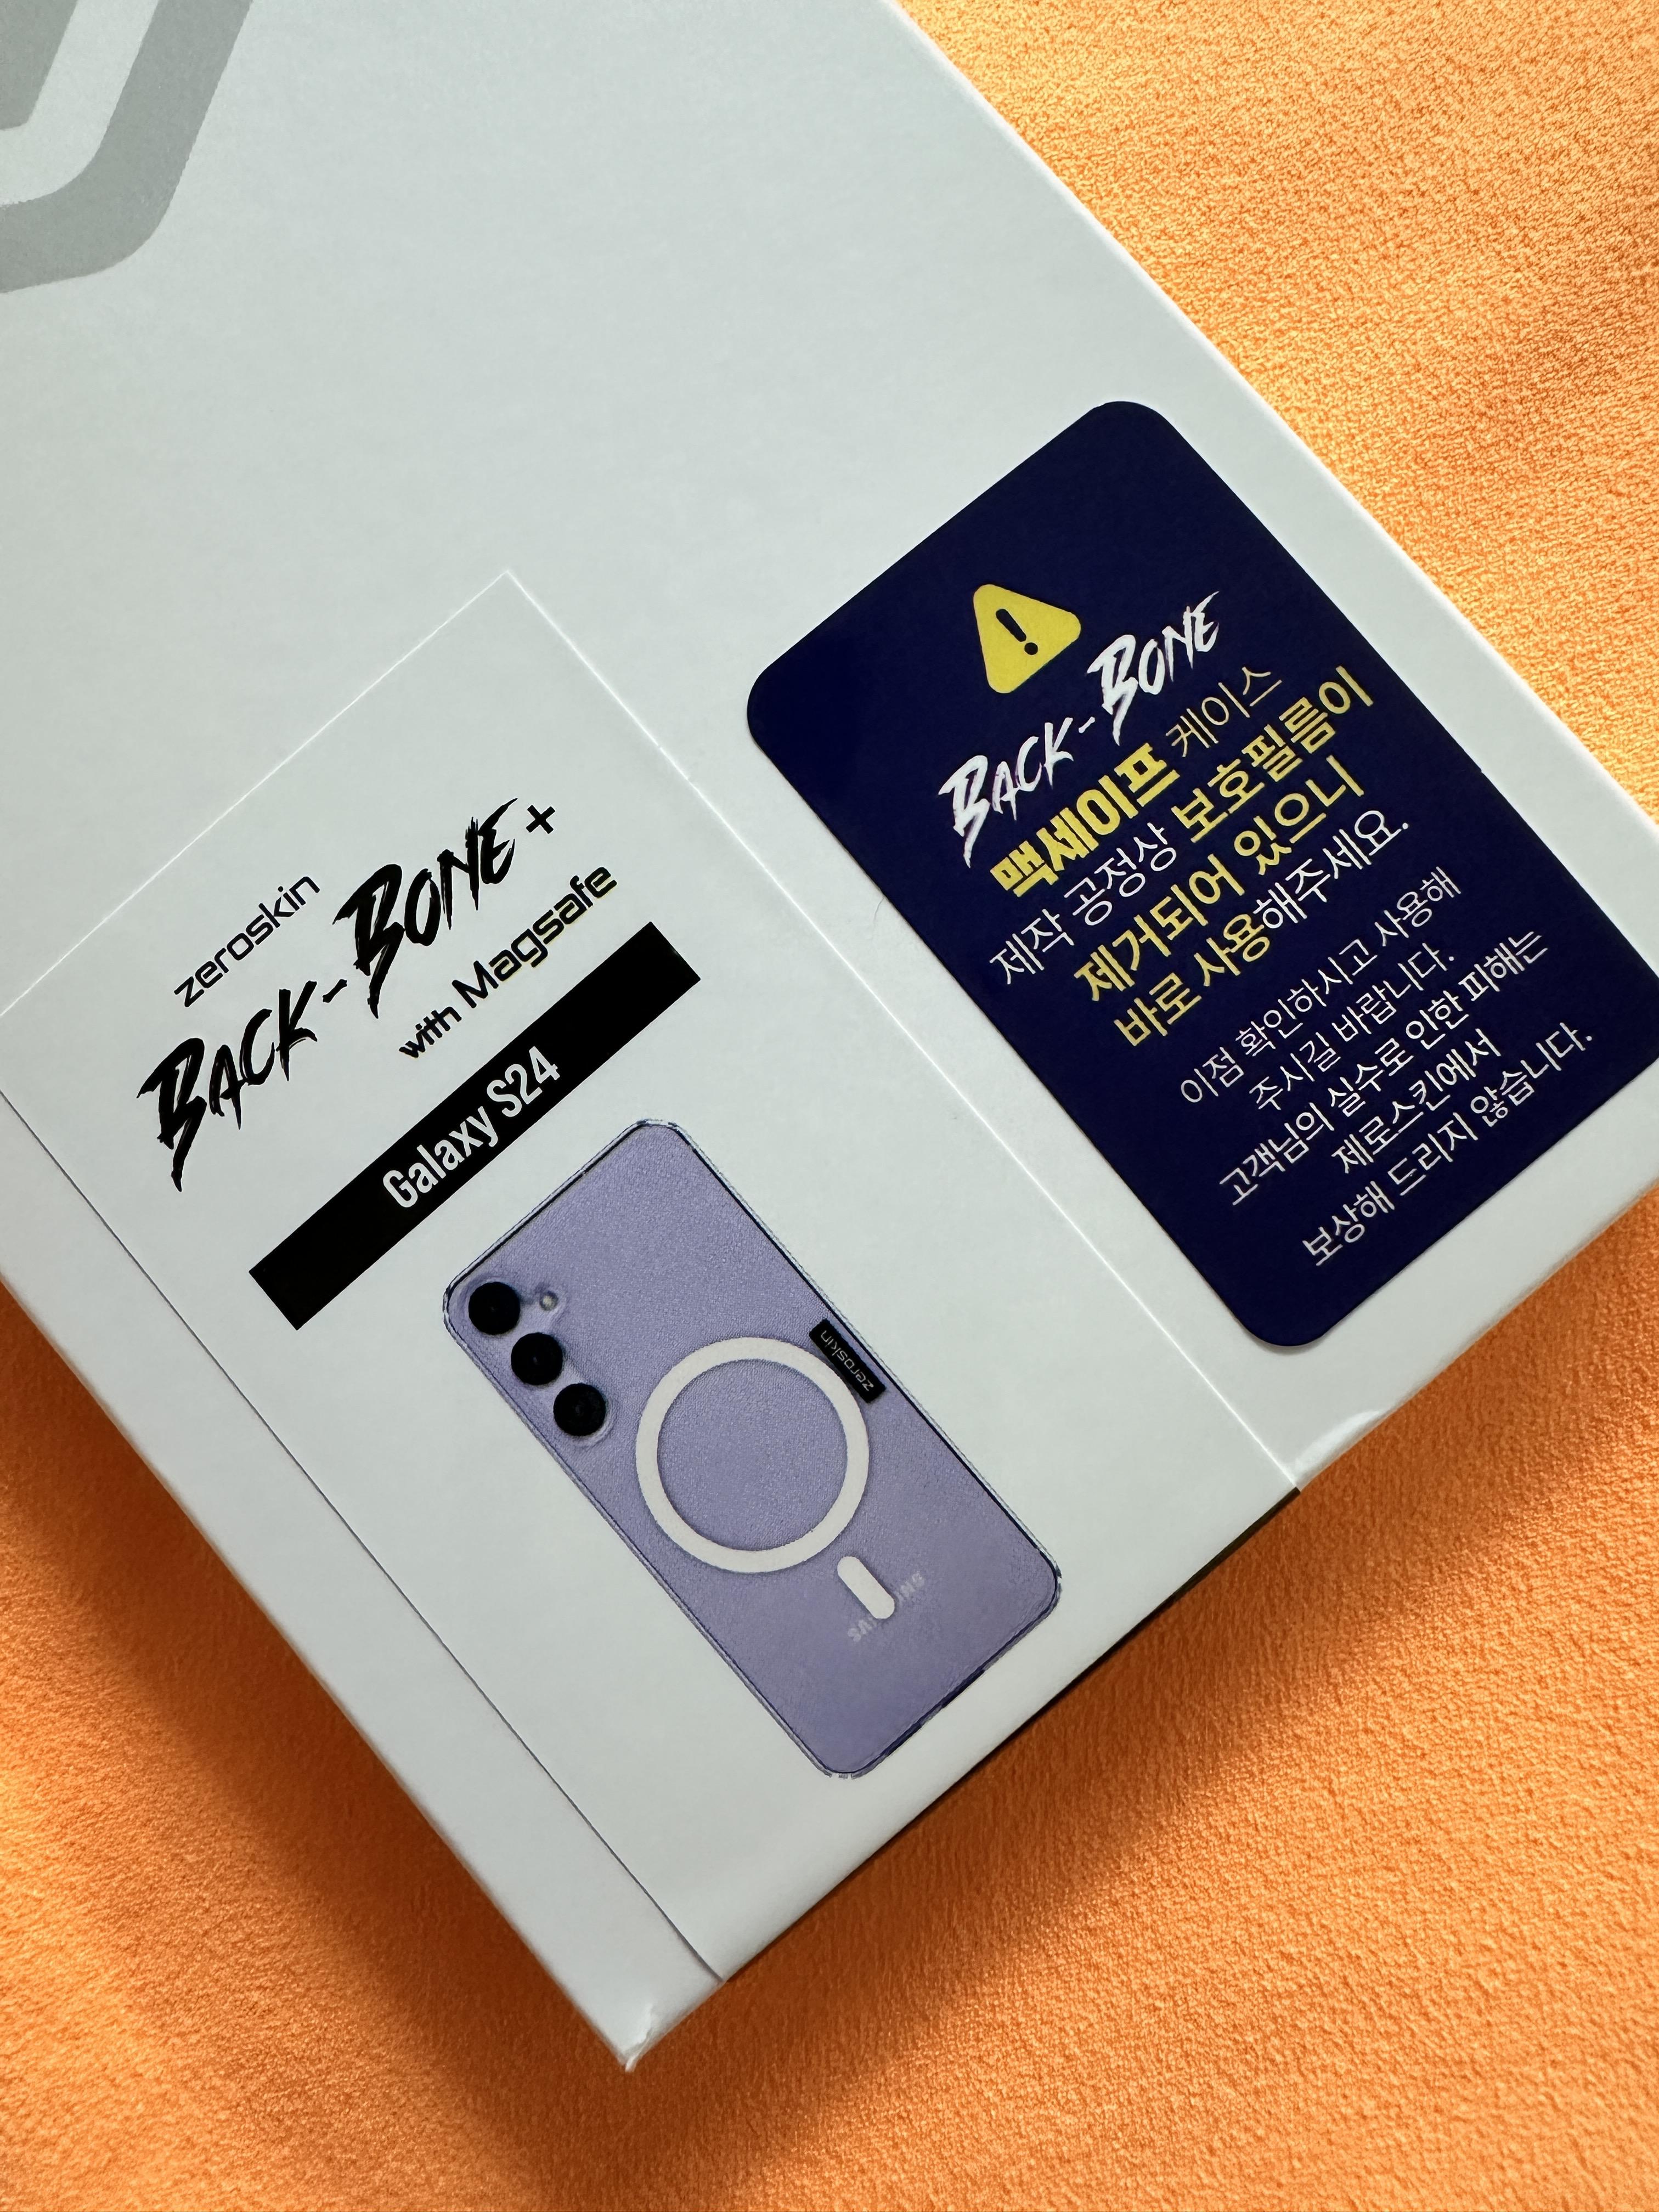 zeroskin
BACK-BONE+
with Magsafe
Galaxy S24
zeroskin
BACK-BONE
맥세이프 케이스
제작 공정상 보호필름이
제거되어 있으니
바로 사용해주세요.
이점 확인하시고 사용해
주시길 바랍니다.
고객님의 실수로 인한 피해는
제로스킨에서
보상해 드리지 않습니다.